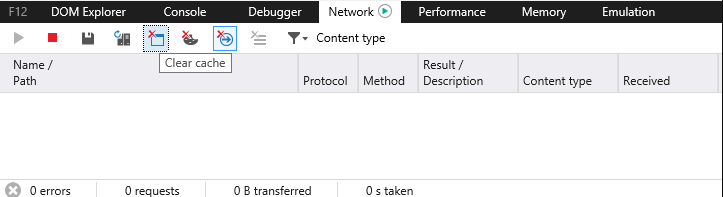 F12 DOM Explorer Console Debugger Network Performance Memory Emulation
Content type
Clear cache
Name / Result /
Path Protocol Method Description Content type Received
0 errors 0 requests 0 B transferred 0 s taken